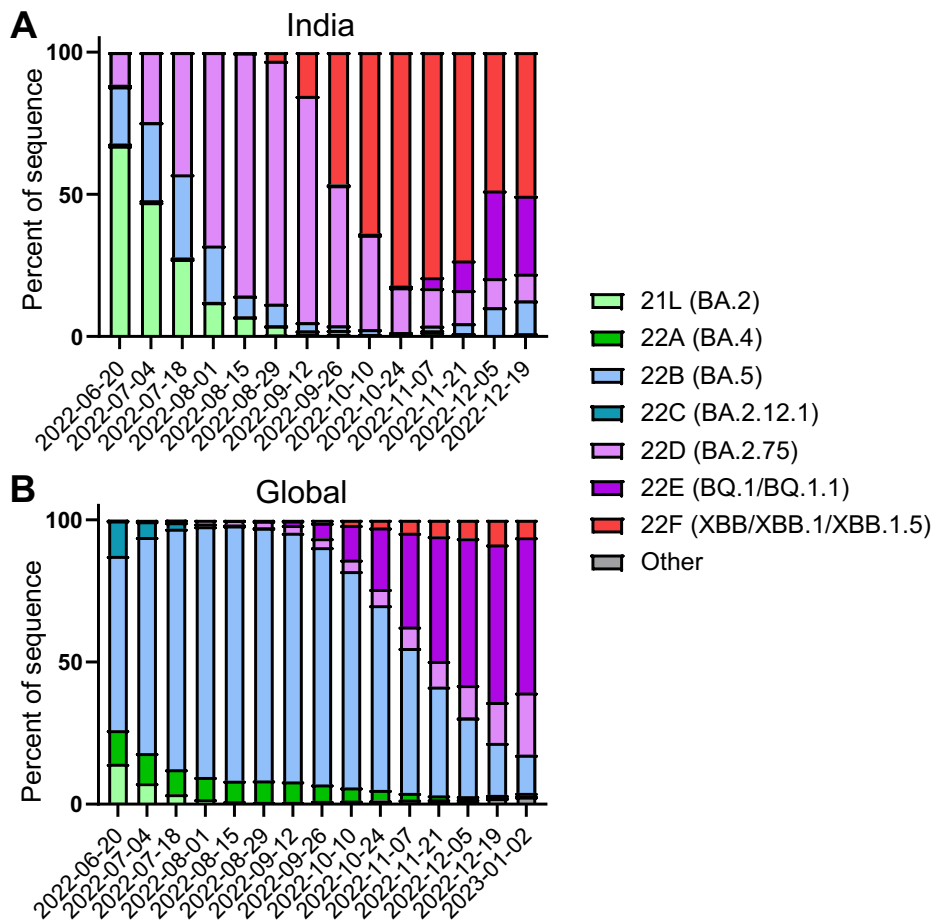 A
India
Percent of sequence
100
50
0
2022-06-20
2022-07-04
2022-07-18
2022-08-01
2022-08-15
2022-08-29
2022-09-12
2022-09-26
2022-10-10
2022-10-24
2022-11-07
2022-11-21
2022-12-05
2022-12-19
21L (BA.2)
22A (BA.4)
22B (BA.5)
22C (BA.2.12.1)
22D (BA.2.75)
22E (BQ.1/BQ.1.1)
22F (XBB/XBB.1/XBB.1.5)
Other
B
Global
Percent of sequence
100
50
0
2022-06-20
2022-07-04
2022-07-18
2022-08-01
2022-08-15
2022-08-29
2022-09-12
2022-09-26
2022-10-10
2022-10-24
2022-11-07
2022-11-21
2022-12-05
2022-12-19
2023-01-02